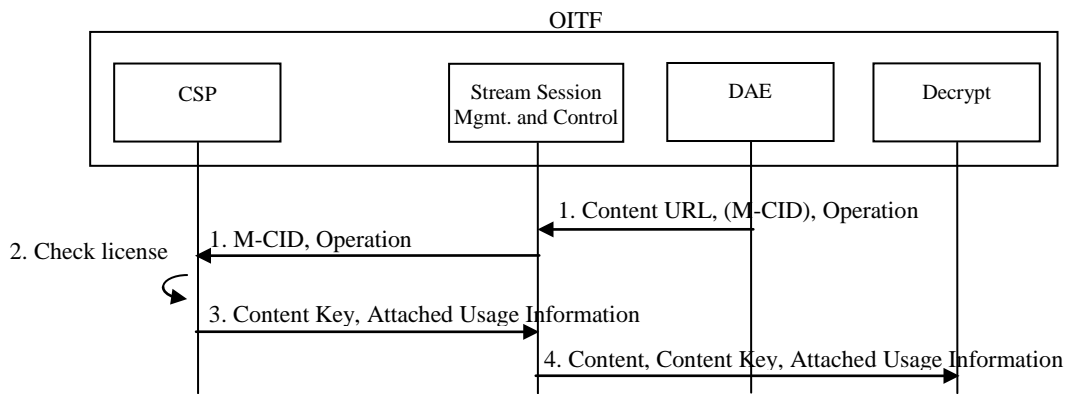 OITF
CSP
Stream Session
Mgmt. and Control
DAE
Decrypt
1. Content URL, (M-CID), Operation
1. M-CID, Operation
2. Check license
3. Content Key, Attached Usage Information
4. Content, Content Key, Attached Usage Information